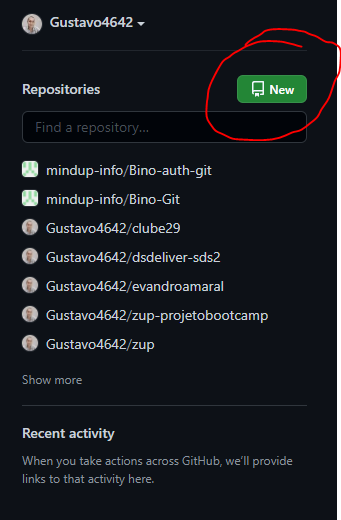 Gustavo4642
Repositories
New
Find a repository...
mindup-info/Bino-auth-git
mindup-info/Bino-Git
Gustavo4642/clube29
Gustavo4642/dsdeliver-sds2
Gustavo4642/evandroamaral
Gustavo4642/zup-projetobootcamp
Gustavo4642/zup
Show more
Recent activity
When you take actions across GitHub, we'll provide
links to that activity here.